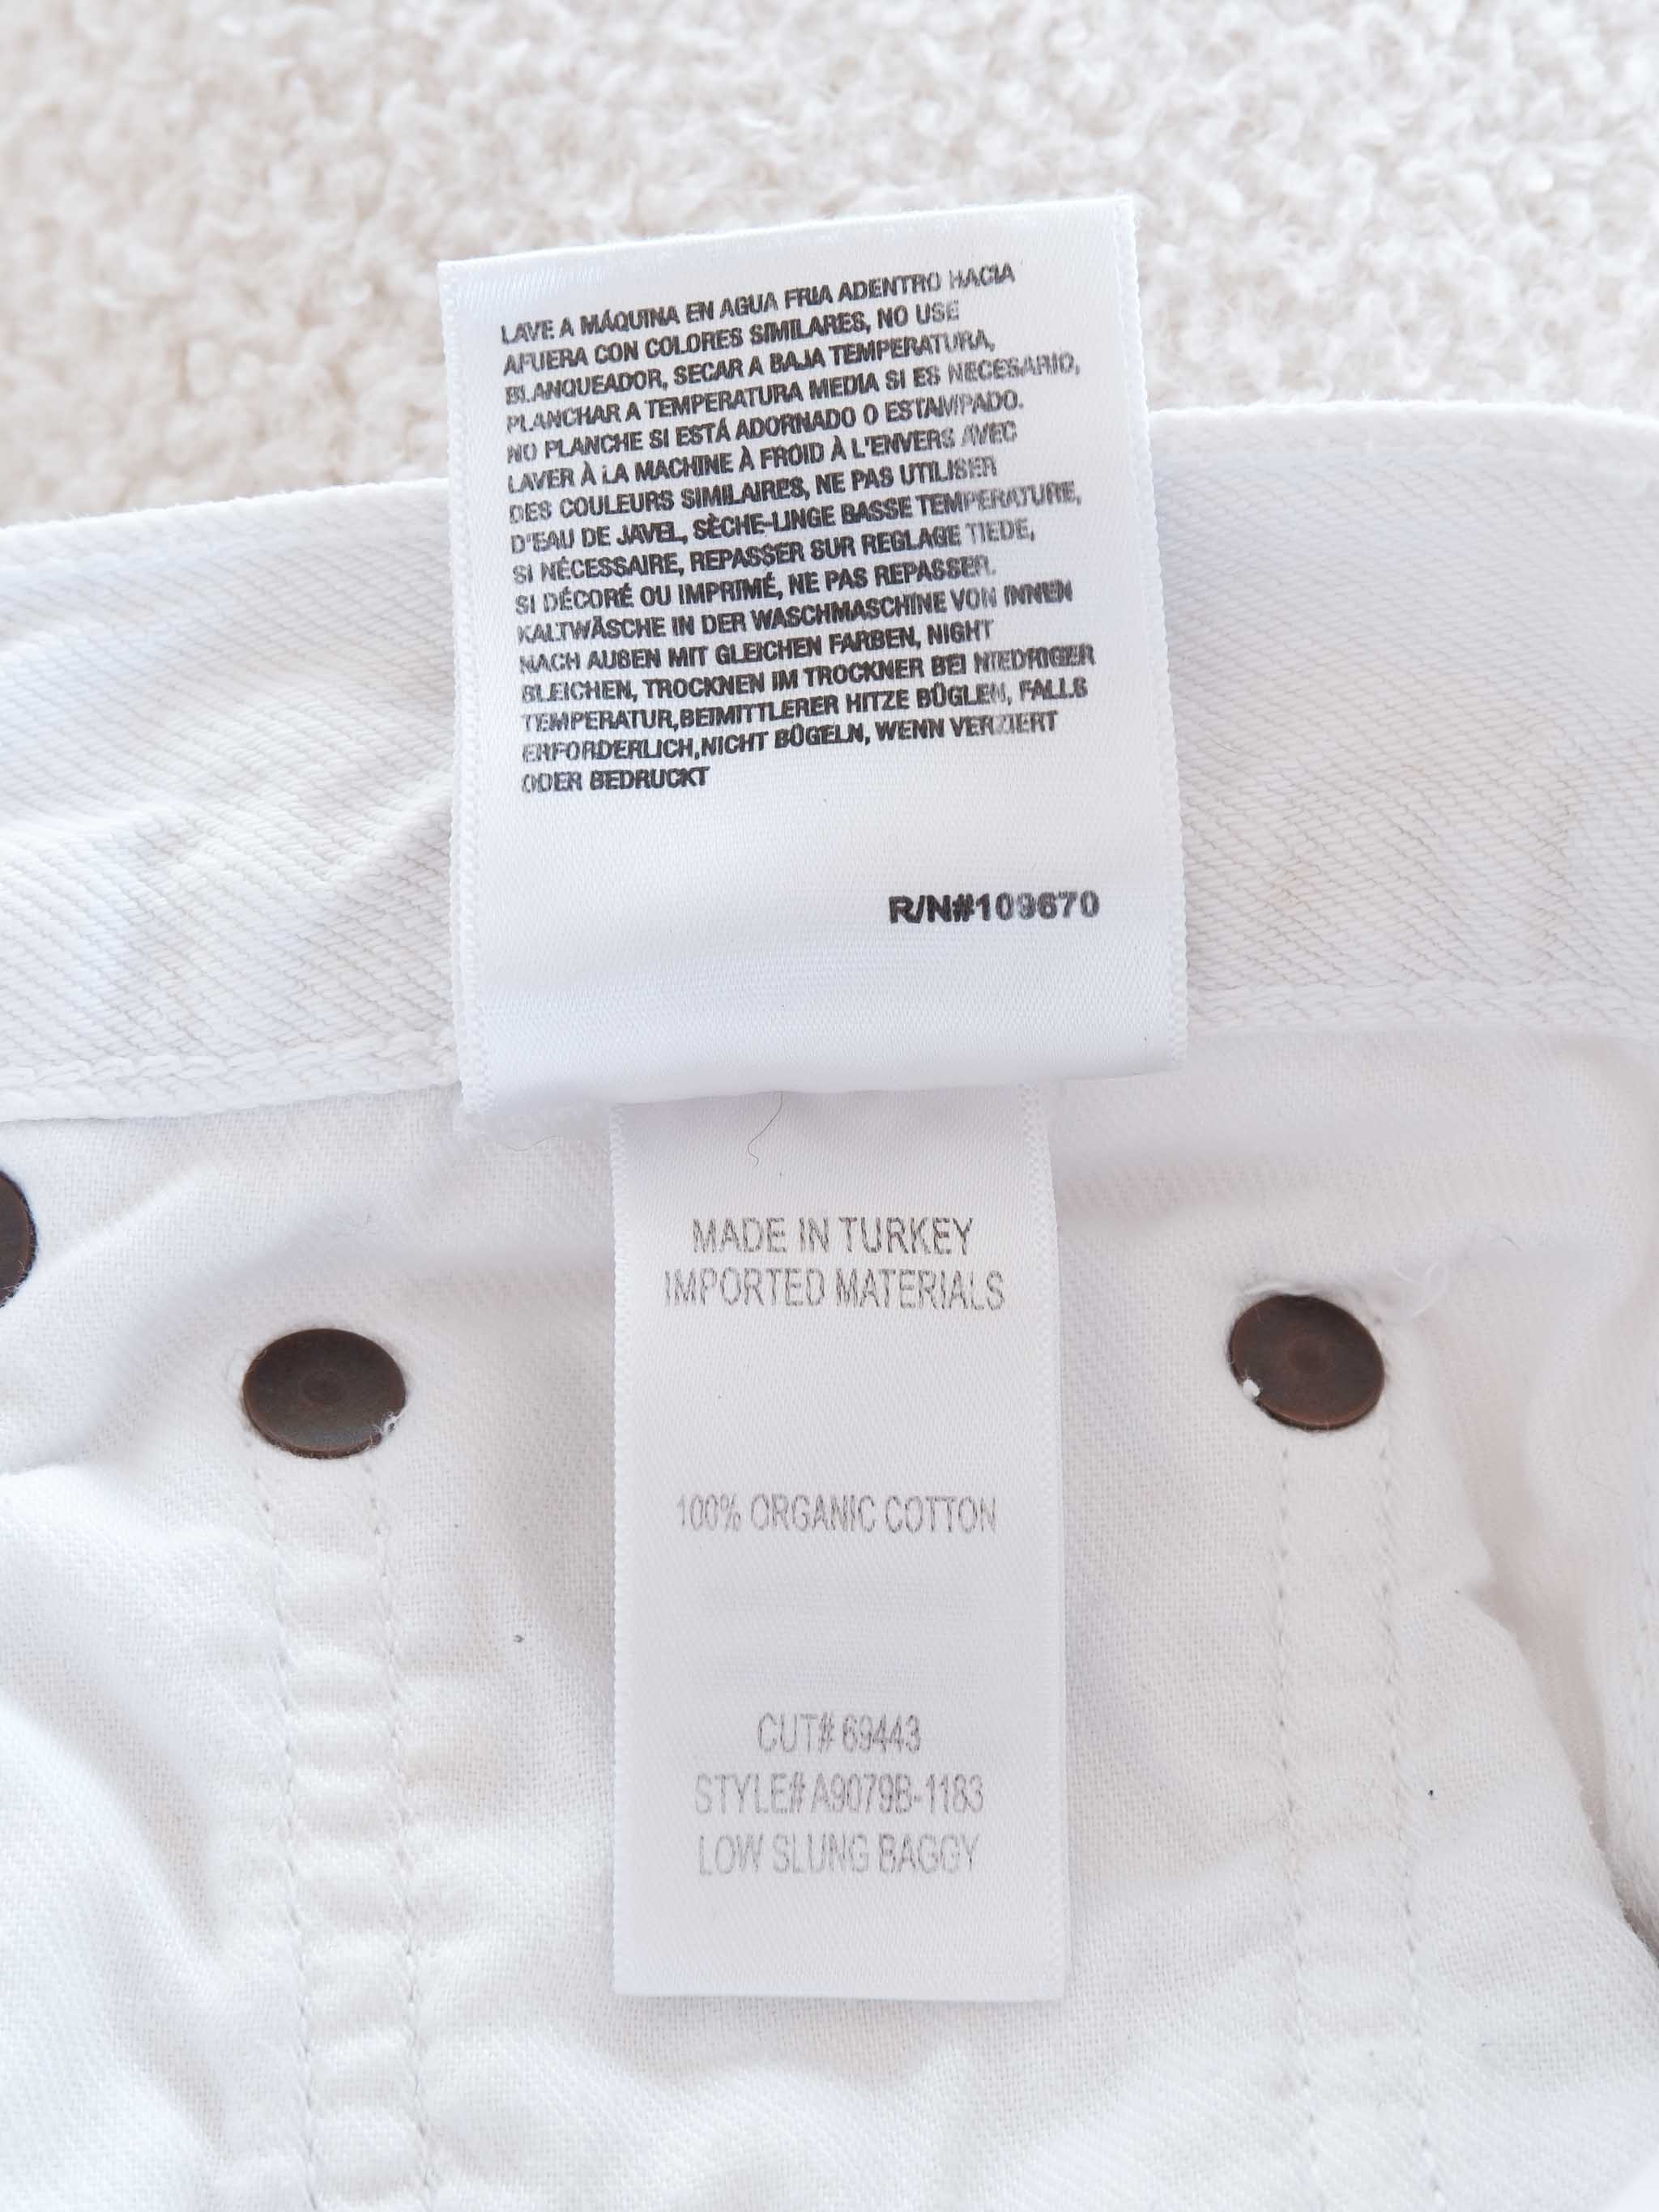 LAVE A MÁQUINA EN AGUA FRIA ADENTRO HACIA
AFUERA CON COLORES SIMILARES, NO USE
BLANQUEADOR, SECAR A BAJA TEMPERATURA,
PLANCHAR A TEMPERATURA MEDIA SI ES NECESARIO,
NO PLANCHE SI ESTÁ ADORNADO O ESTAMPADO.
LAVER À LA MACHINE À FROID À L'ENVERS AVEC
DES COULEURS SIMILAIRES, NE PAS UTILISER
D'EAU DE JAVEL, SÈCHE-LINGE BASSE TEMPERATURE,
SI NÉCESSAIRE, REPASSER SUR REGLAGE TIEDE,
SI DÉCORÉ OU IMPRIMÉ, NE PAS REPASSER.
KALTWÄSCHE IN DER WASCHMASCHINE VON INNEN
NACH AUßEN MIT GLEICHEN FARBEN, NIGHT
BLEICHEN, TROCKNEN IM TROCKNER BEI NIEDRIGER
TEMPERATUR,BEIMITTLERER HITZE BÜGLEN, FALLS
ERFORDERLICH,NICHT BÜGELN, WENN VERZIERT
ODER BEDRUCKT
R/N#109670
MADE IN TURKEY
IMPORTED MATERIALS
100% ORGANIC COTTON
CUT# 69443
STYLE# A9079B-1183
LOW SLUNG BAGGY